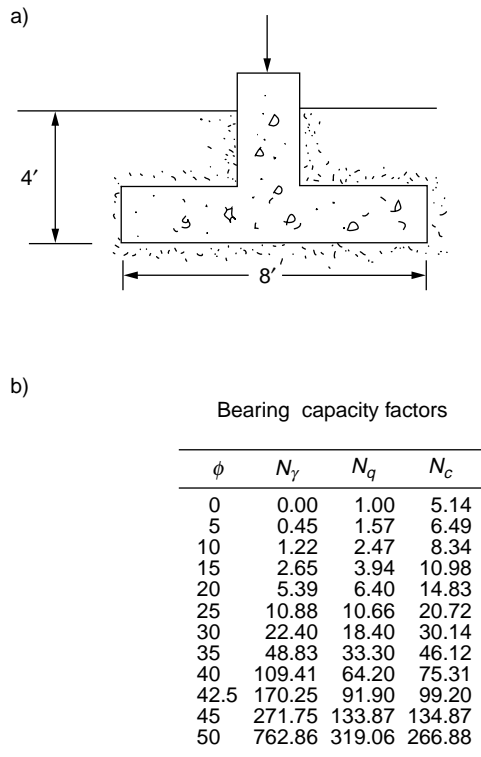 a)
4′
8′
b)
Bearing capacity factors
ϕ Nγ Nq Nc
0 0.00 1.00 5.14
5 0.45 1.57 6.49
10 1.22 2.47 8.34
15 2.65 3.94 10.98
20 5.39 6.40 14.83
25 10.88 10.66 20.72
30 22.40 18.40 30.14
35 48.83 33.30 46.12
40 109.41 64.20 75.31
42.5 170.25 91.90 99.20
45 271.75 133.87 134.87
50 762.86 319.06 266.88